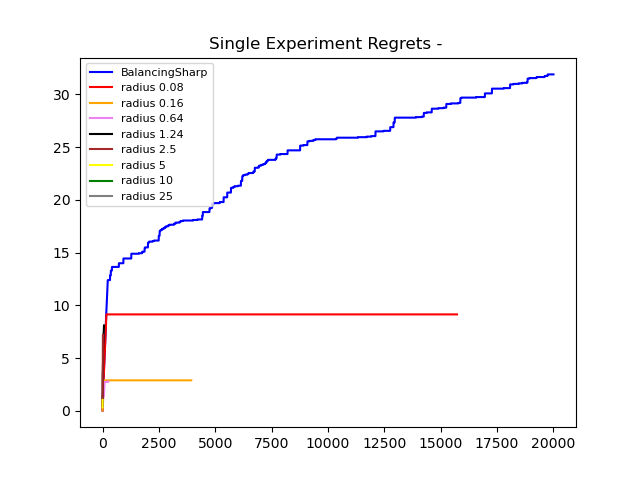 Single Experiment Regrets -
BalancingSharp
radius 0.08
radius 0.16
radius 0.64
radius 1.24
radius 2.5
radius 5
radius 10
radius 25
30
25
20
15
10
5
0
0 2500 5000 7500 10000 12500 15000 17500 20000